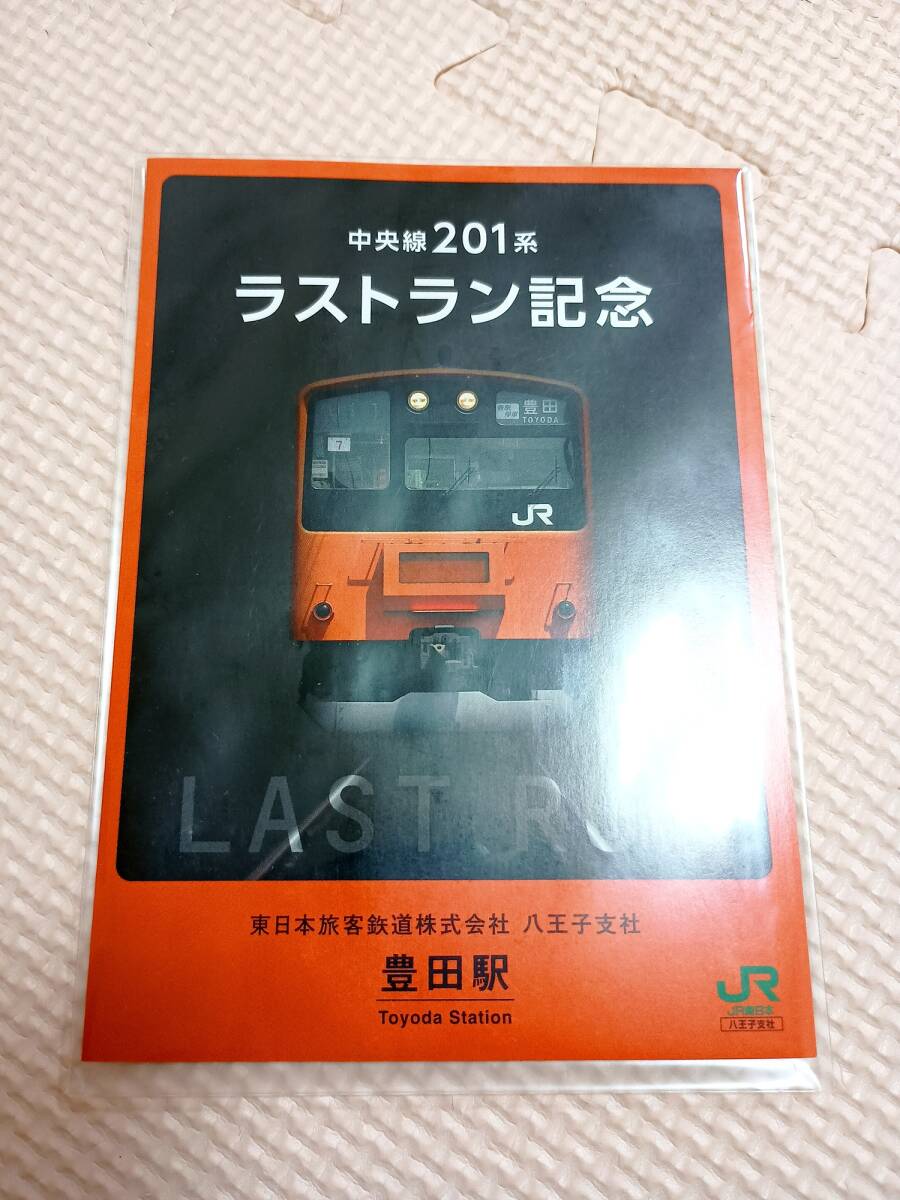 中央線201系
ラストラン記念
豊田
TOYODA
7
JR
LAST RU
東日本旅客鉄道株式会社 八王子支社
豊田駅
Toyoda Station
JR
JR東日本
八王子支社